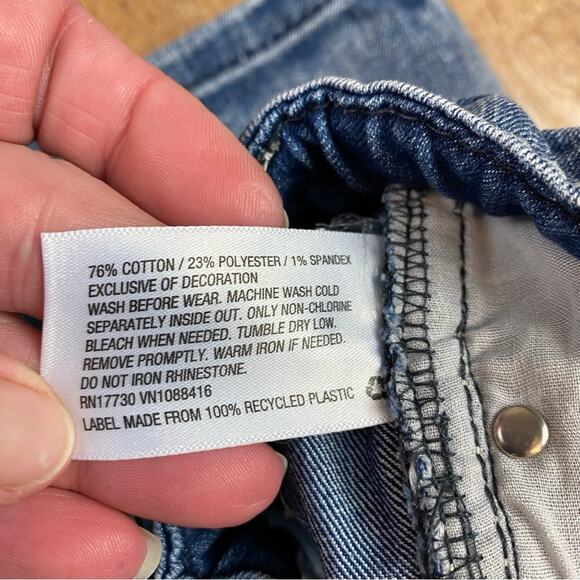 76% COTTON / 23% POLYESTER / 1% SPANDEX
EXCLUSIVE OF DECORATION
WASH BEFORE WEAR. MACHINE WASH COLD
SEPARATELY INSIDE OUT. ONLY NON-CHLORINE
BLEACH WHEN NEEDED. TUMBLE DRY LOW.
REMOVE PROMPTLY. WARM IRON IF NEEDED.
DO NOT IRON RHINESTONE.
RN17730 VN1088416
LABEL MADE FROM 100% RECYCLED PLASTIC